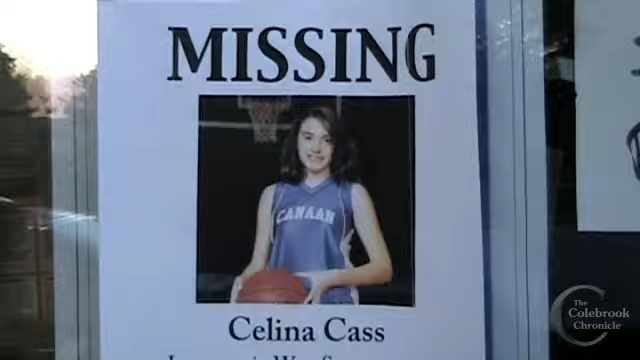 MISSING
CANAAN
Celina Cass
The
Colebrook
Chronicle